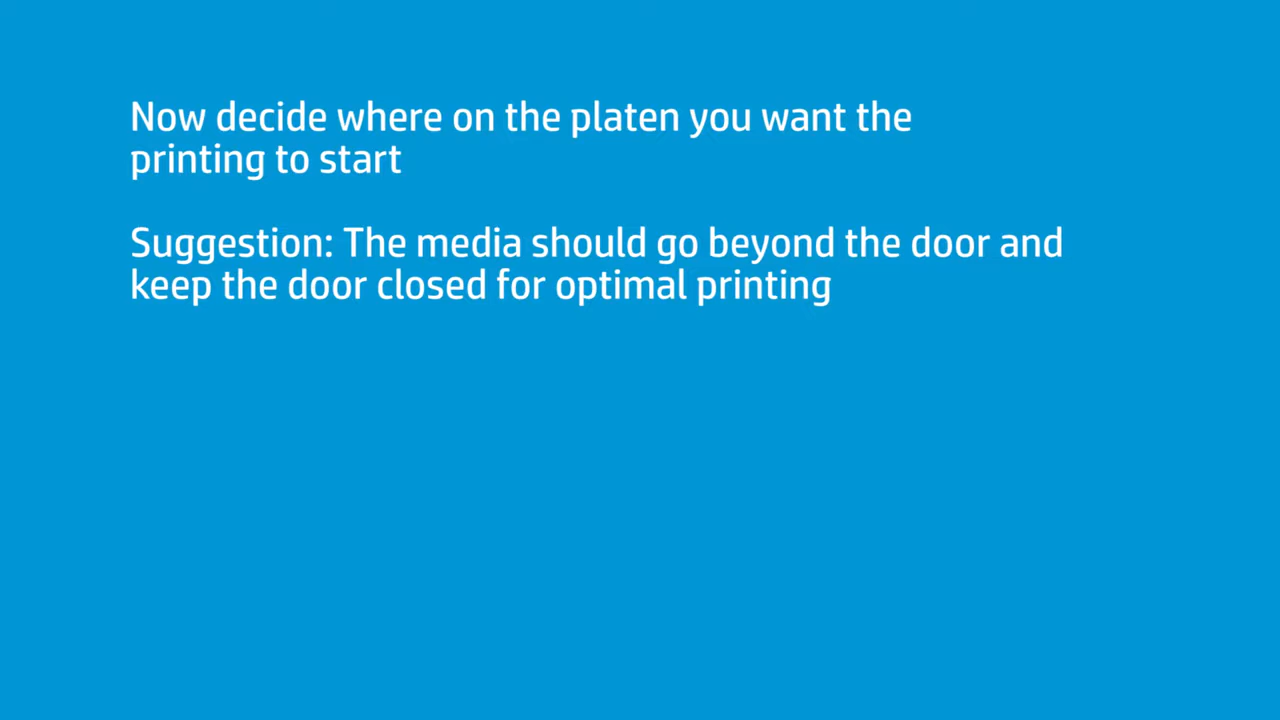 Now decide where on the platen you want the
printing to start
Suggestion: The media should go beyond the door and
keep the door closed for optimal printing